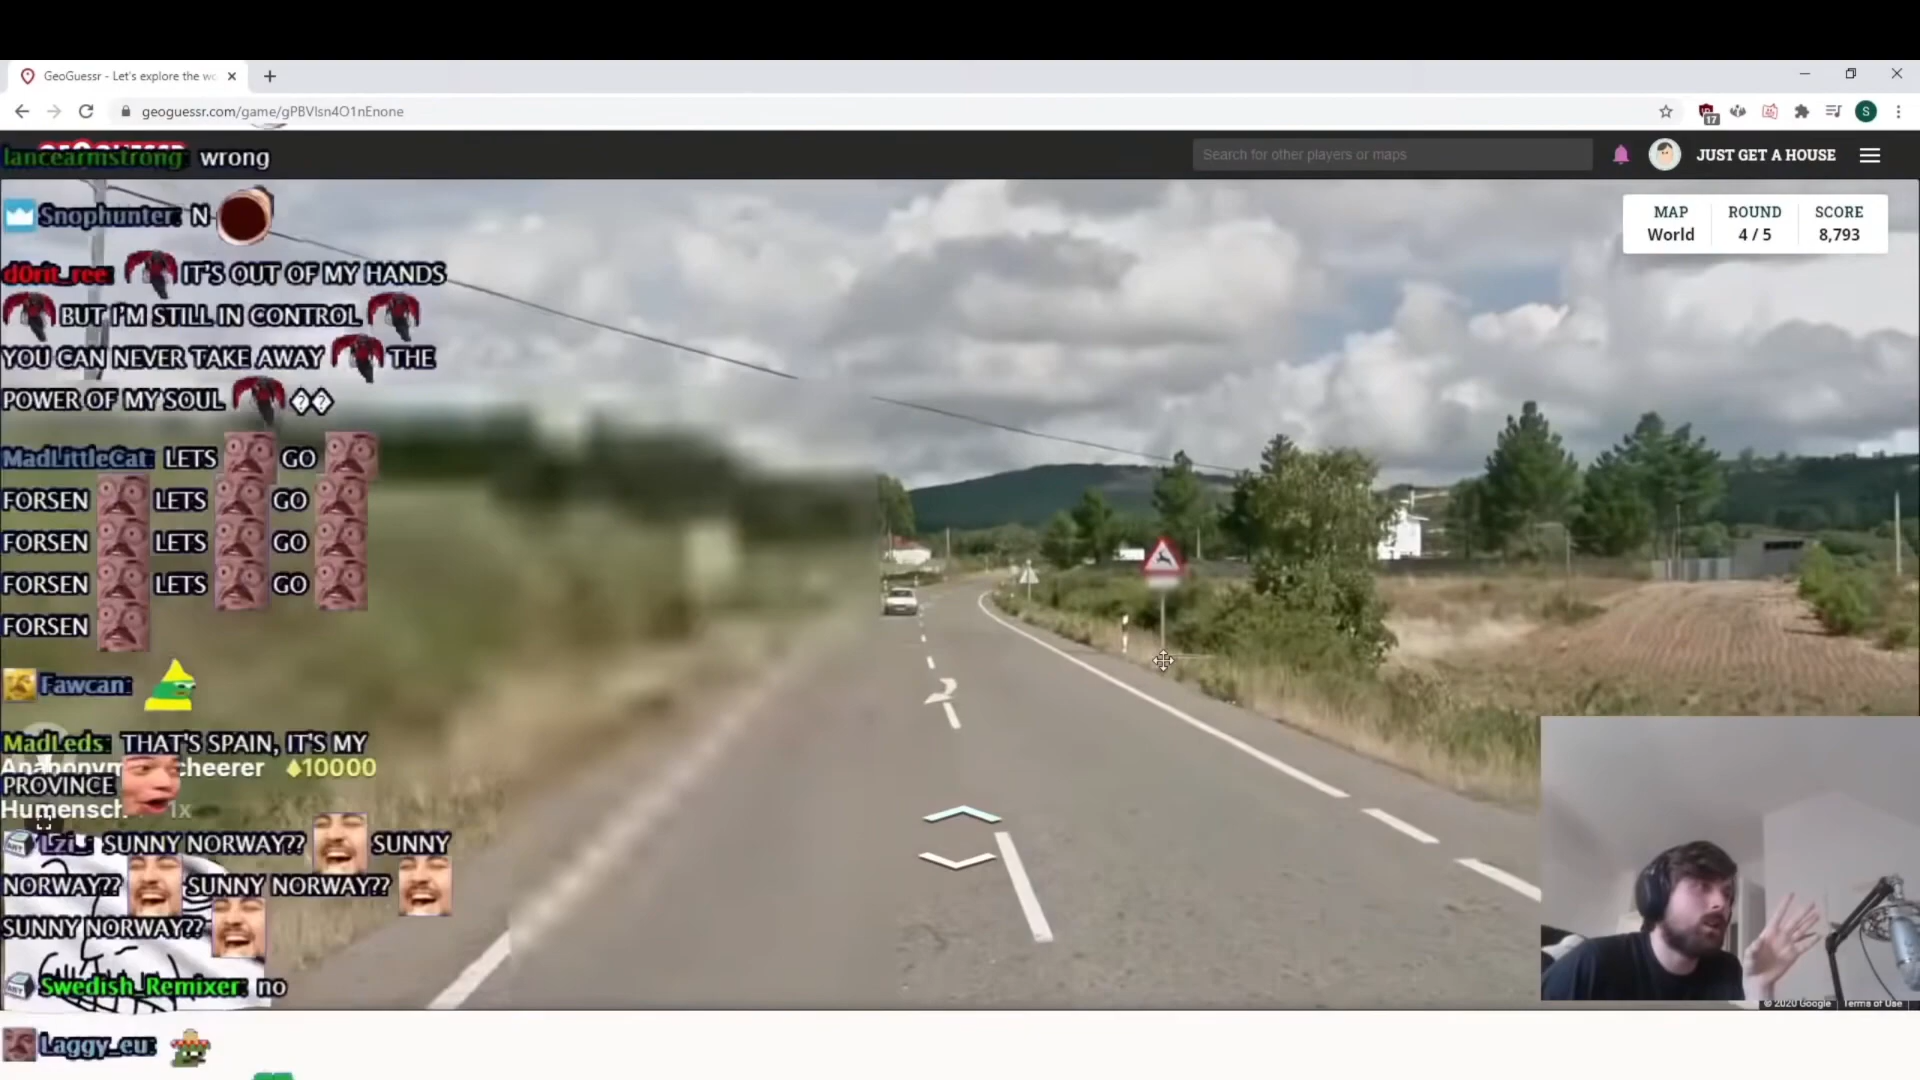 GeoGuessr - Let's explore the wo
geoguessr.com/game/gPBVlsn4O1nEnone
17
S
Search for other players or maps
JUST GET A HOUSE
MAP
World
ROUND
4 / 5
SCORE
8,793
lancearmstrong: wrong
Snophunter: N
d0rit_ree: IT'S OUT OF MY HANDS
BUT I'M STILL IN CONTROL
YOU CAN NEVER TAKE AWAY THE
POWER OF MY SOUL
MadLittleCat: LETS GO
FORSEN LETS GO
FORSEN LETS GO
FORSEN LETS GO
FORSEN
Fawcan:
MadLeds: THAT'S SPAIN, IT'S MY
cheerer 10000
PROVINCE
1x
SUNNY NORWAY?? SUNNY
NORWAY?? SUNNY NORWAY??
SUNNY NORWAY??
Swedish_Remixer: no
Laggy_eu:
© 2020 Google
Terms of Use